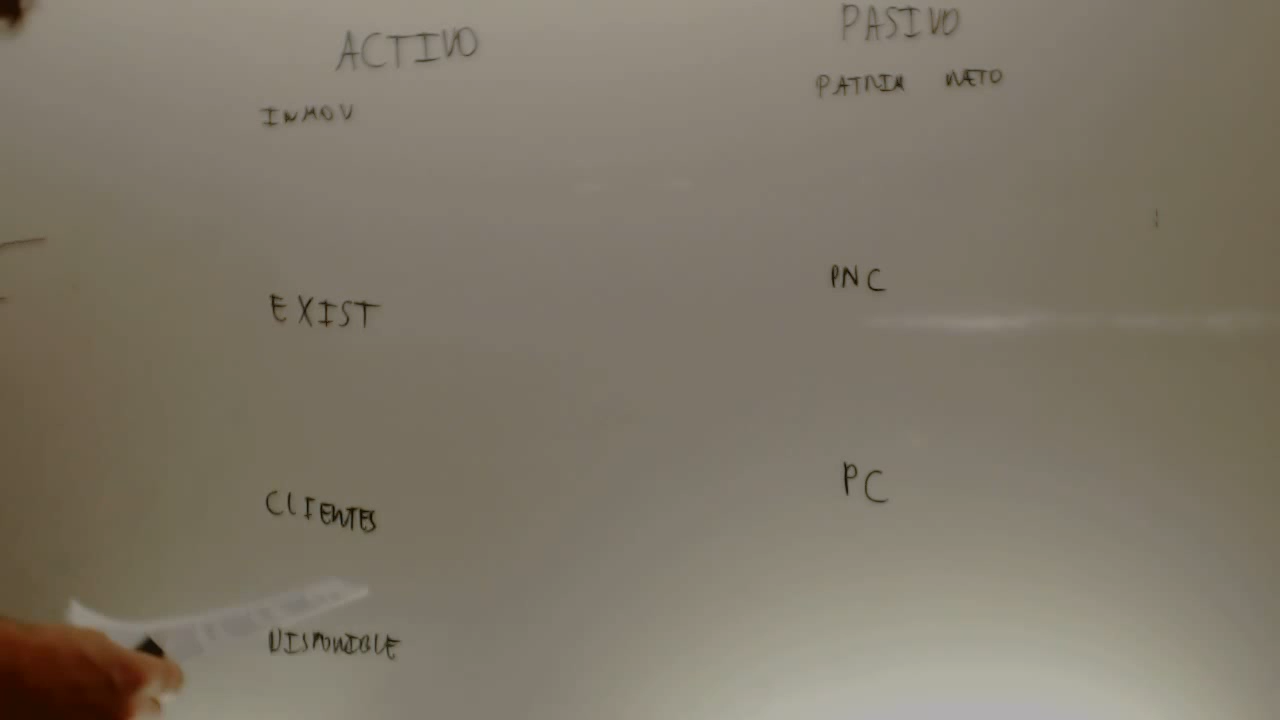 ACTIVO
INMOV
EXIST
CLIENTES
DISPONIBLE
PASIVO
PATRIM NETO
PNC
PC